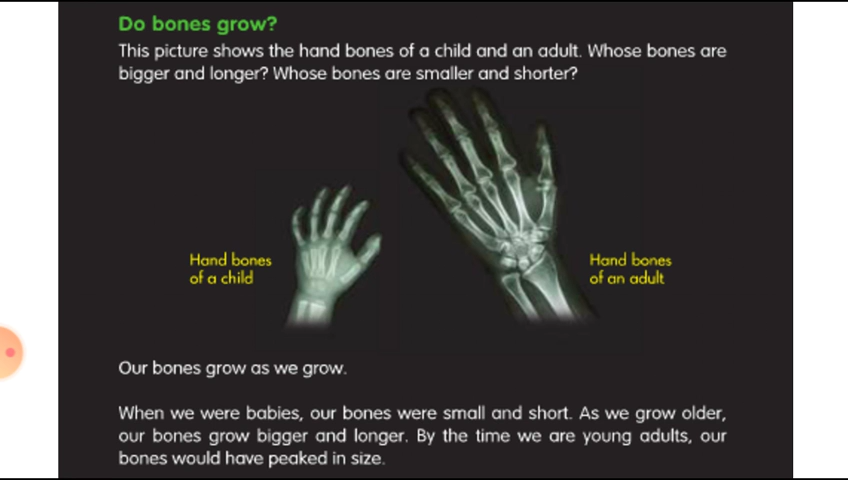 Do bones grow?
This picture shows the hand bones of a child and an adult. Whose bones are
bigger and longer? Whose bones are smaller and shorter?
Hand bones
of a child
Hand bones
of an adult
Our bones grow as we grow.
When we were babies, our bones were small and short. As we grow older,
our bones grow bigger and longer. By the time we are young adults, our
bones would have peaked in size.